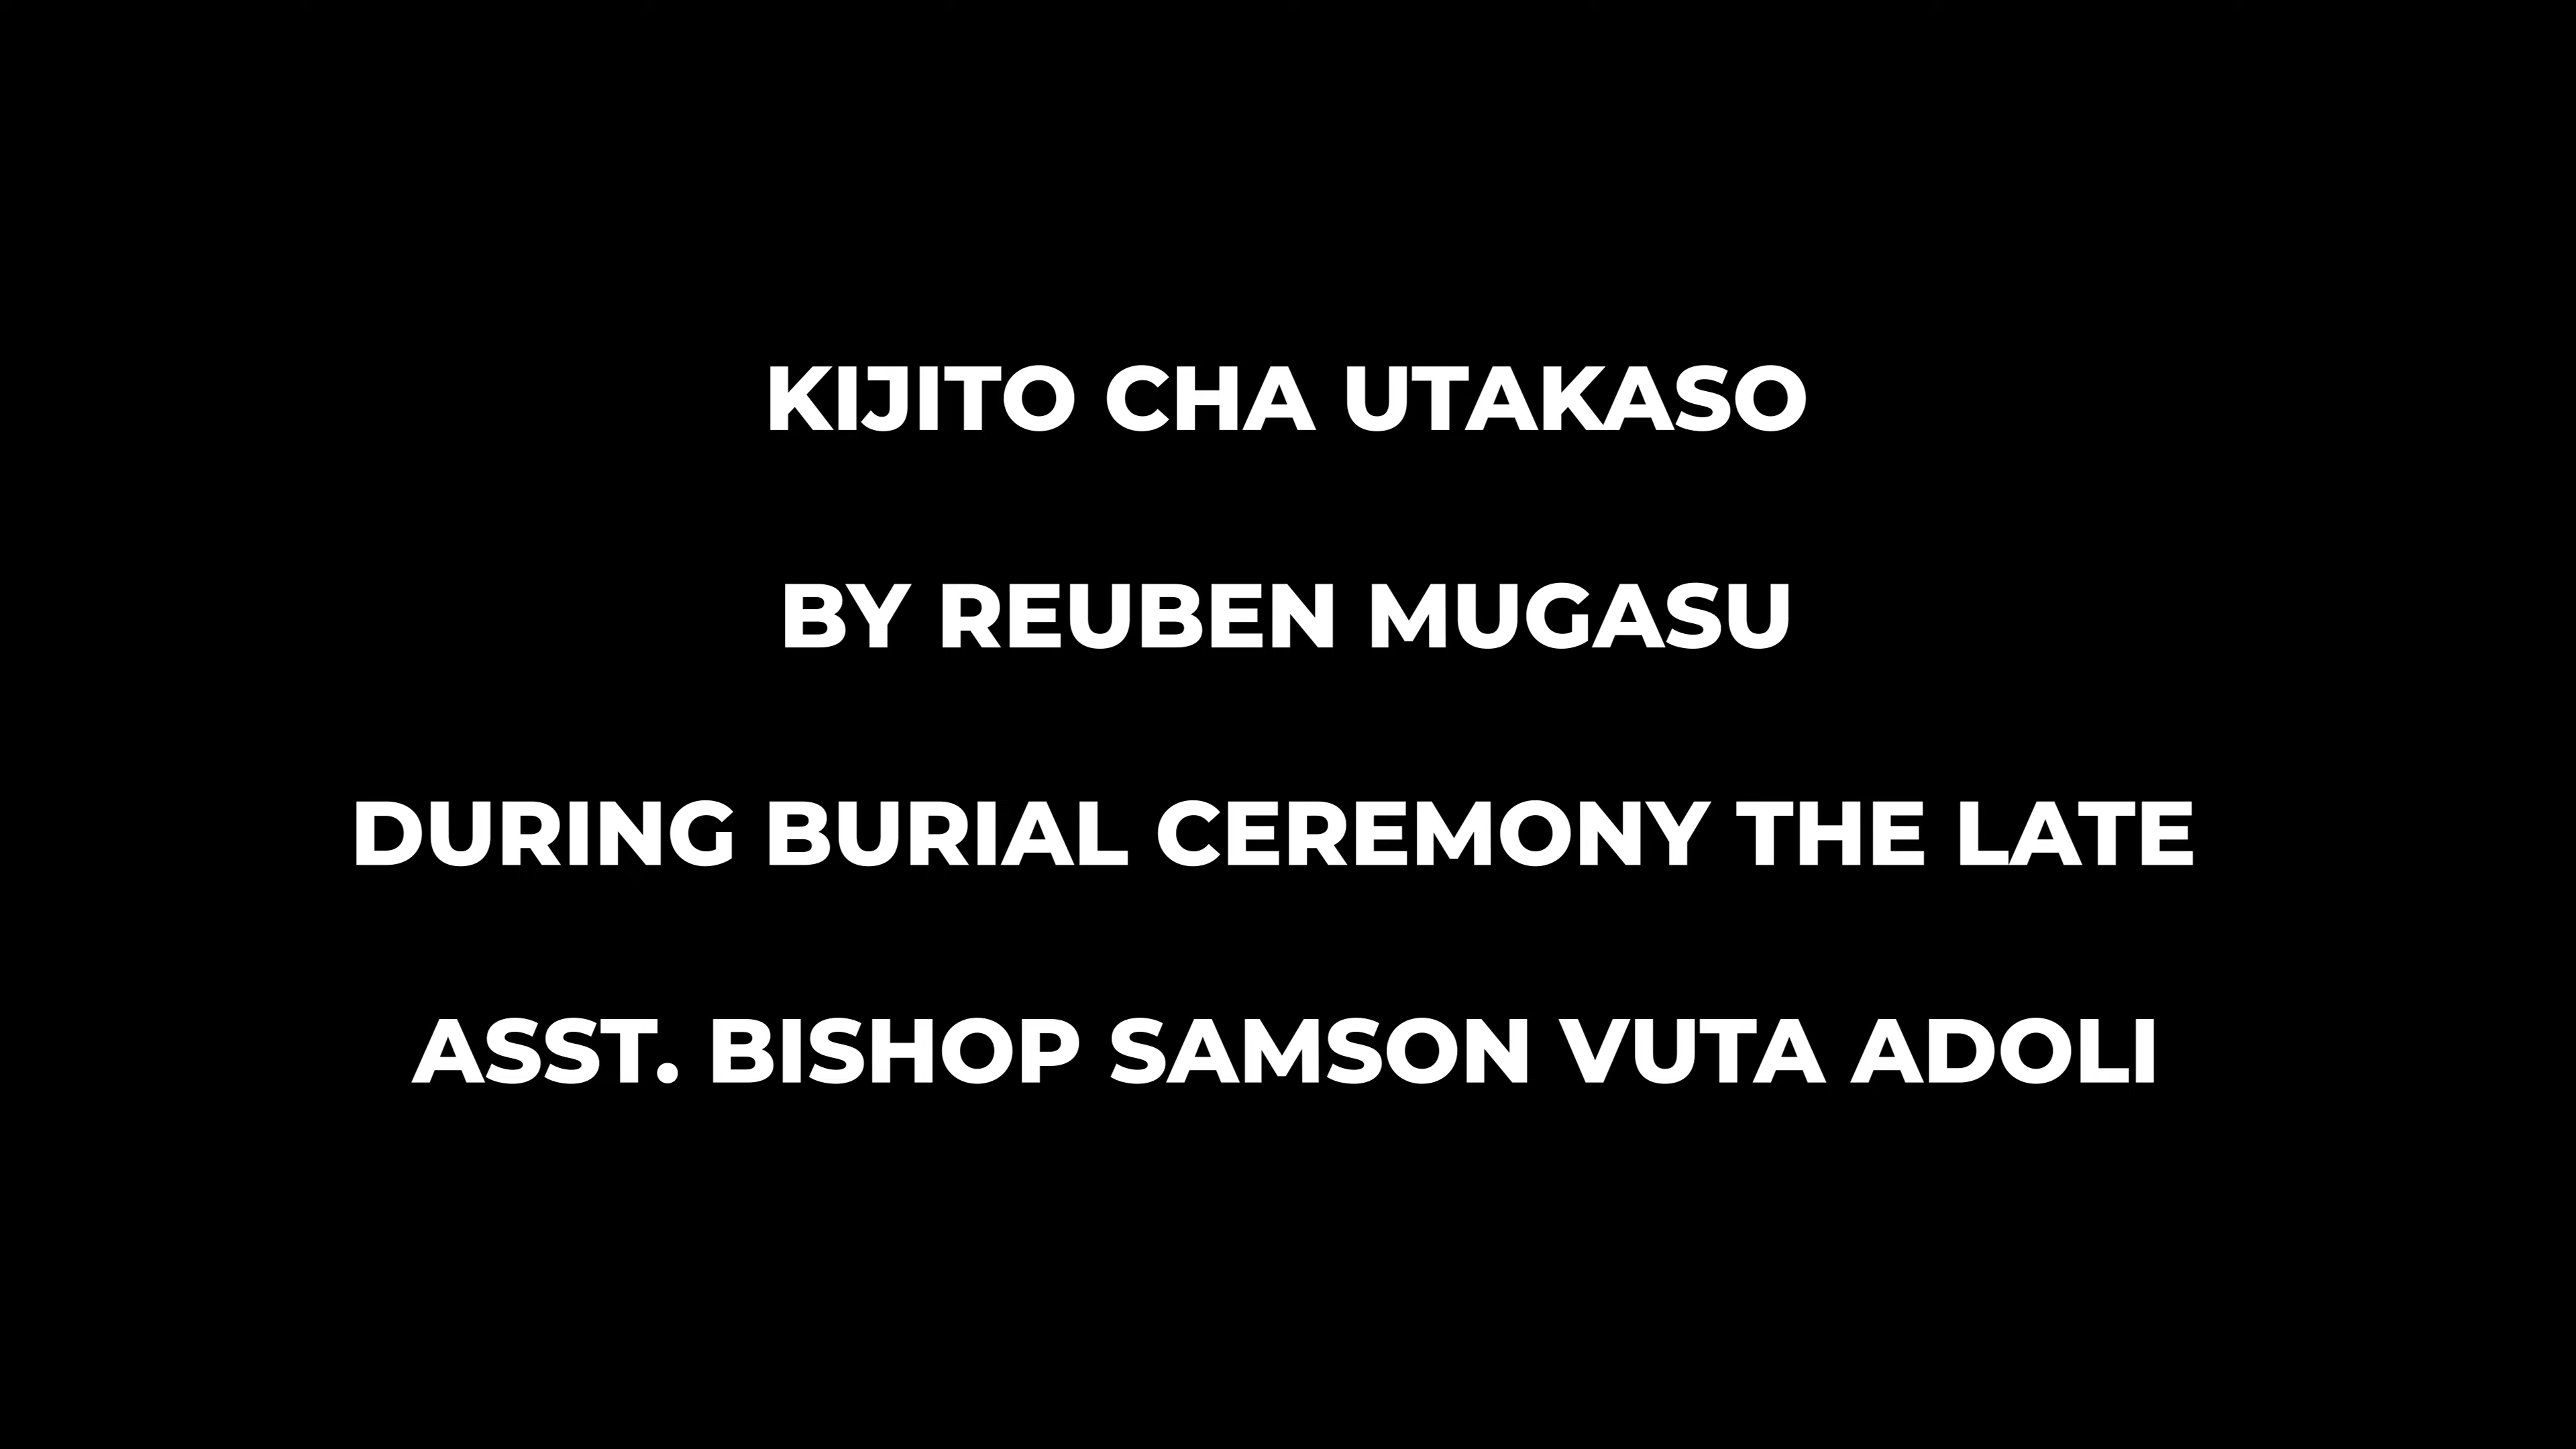 KIJITO CHA UTAKASO
BY REUBEN MUGASU
DURING BURIAL CEREMONY THE LATE
ASST. BISHOP SAMSON VUTA ADOLI